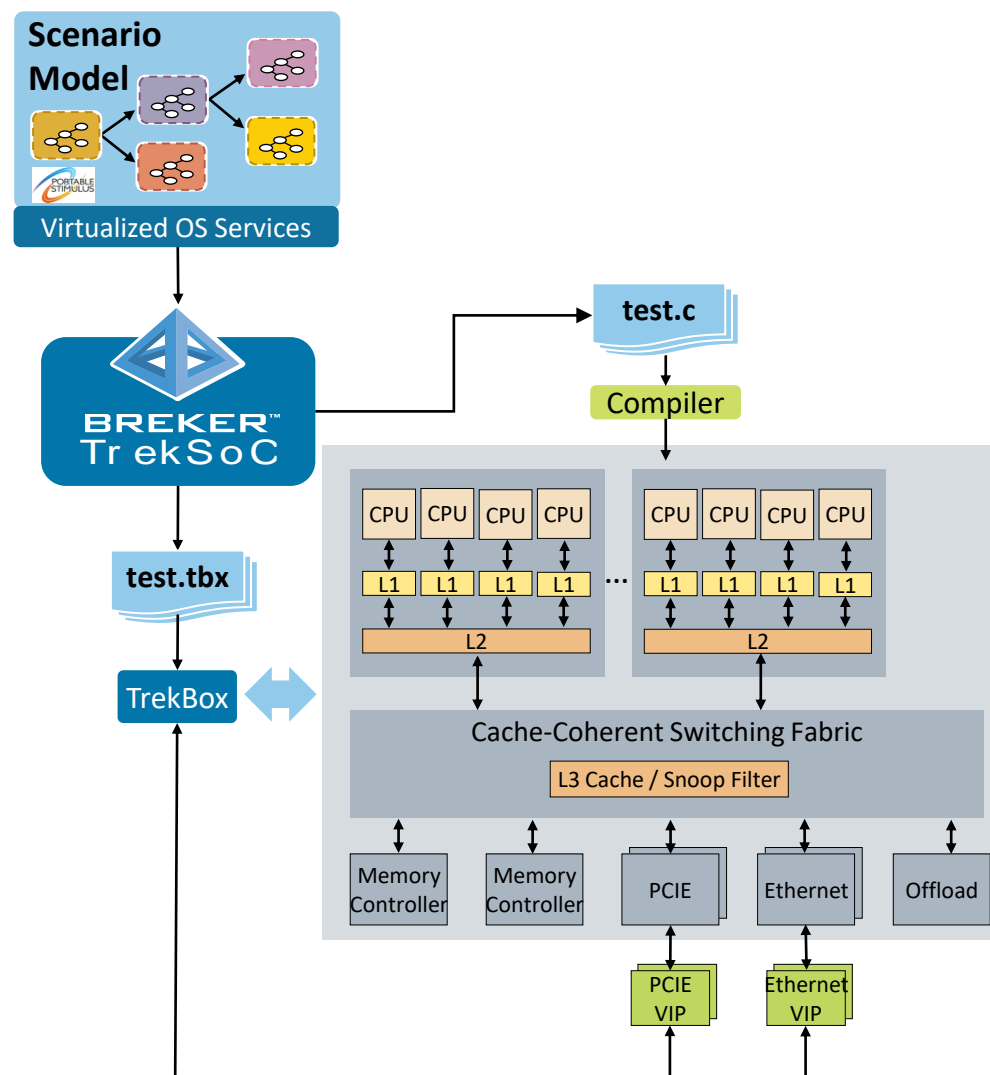 Scenario
Model
PORTABLE
STIMULUS
Virtualized OS Services
BREKER™
TrekSoC
test.c
Compiler
test.tbx
TrekBox
CPU CPU CPU CPU
L1 L1 L1 L1
L2
...
CPU CPU CPU CPU
L1 L1 L1 L1
L2
Cache-Coherent Switching Fabric
L3 Cache / Snoop Filter
Memory
Controller
Memory
Controller
PCIE
Ethernet
Offload
PCIE
VIP
Ethernet
VIP